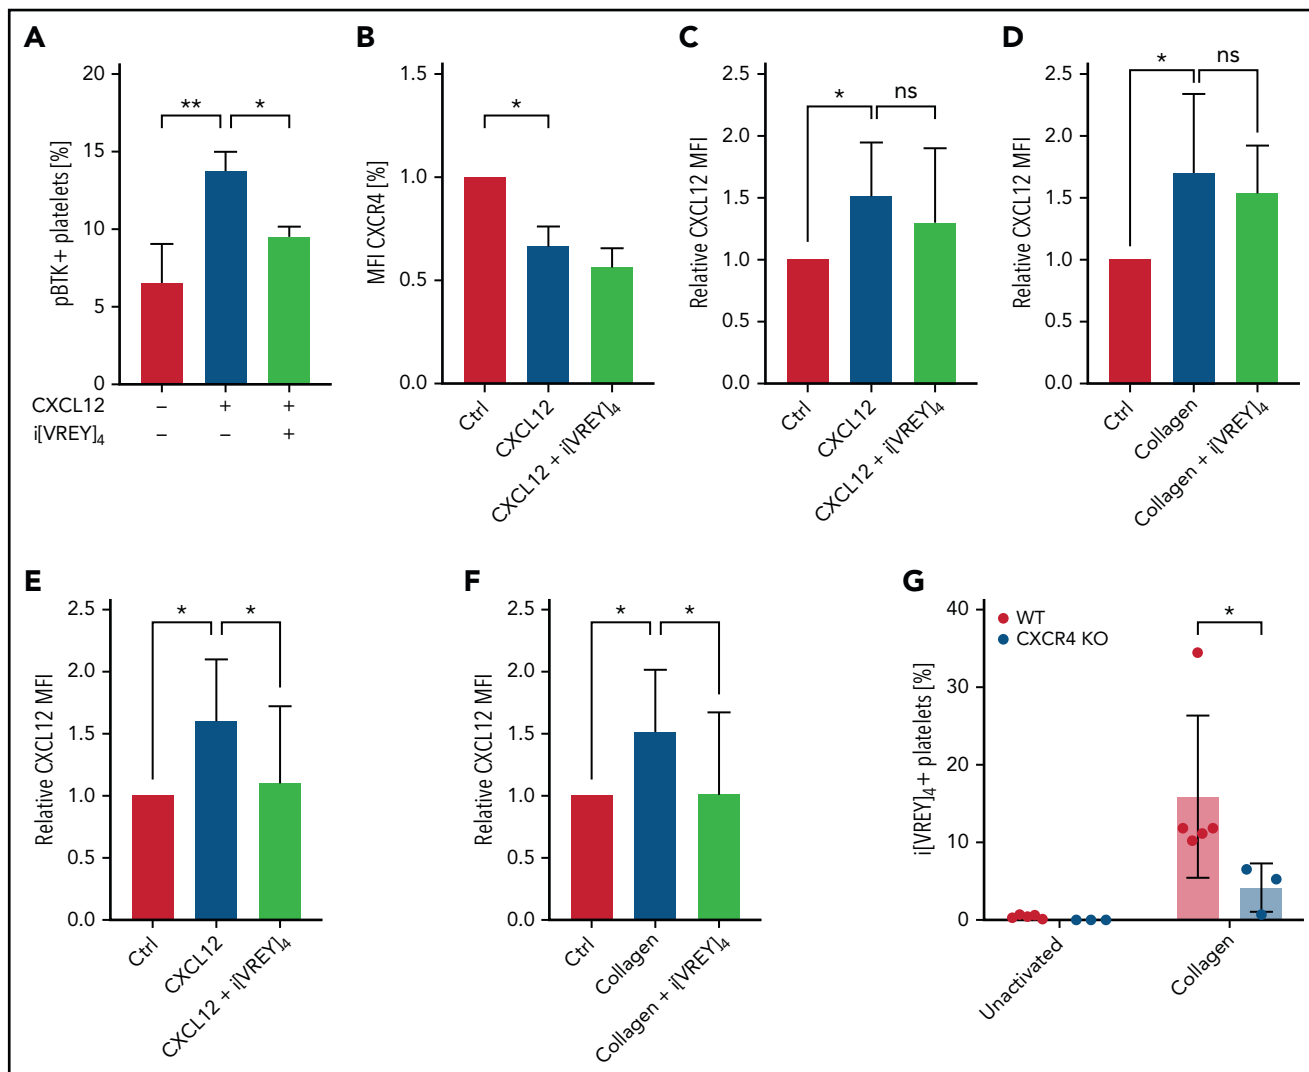 A
pBTK+ platelets [%]
20
15
10
5
0
** *
CXCL12 – + +
i[VREY]₄ – – +
B
MFI CXCR4 [%]
1.5
1.0
0.5
0.0
*
Ctrl
CXCL12
CXCL12 + i[VREY]₄
C
Relative CXCL12 MFI
2.5
2.0
1.5
1.0
0.5
0.0
* ns
Ctrl
CXCL12
CXCL12 + i[VREY]₄
D
Relative CXCL12 MFI
2.5
2.0
1.5
1.0
0.5
0.0
* ns
Ctrl
Collagen
Collagen + i[VREY]₄
E
Relative CXCL12 MFI
2.5
2.0
1.5
1.0
0.5
0.0
* *
Ctrl
CXCL12
CXCL12 + i[VREY]₄
F
Relative CXCL12 MFI
2.5
2.0
1.5
1.0
0.5
0.0
* *
Ctrl
Collagen
Collagen + i[VREY]₄
G
i[VREY]₄+ platelets [%]
40
30
20
10
0
WT
CXCR4 KO
*
Unactivated
Collagen